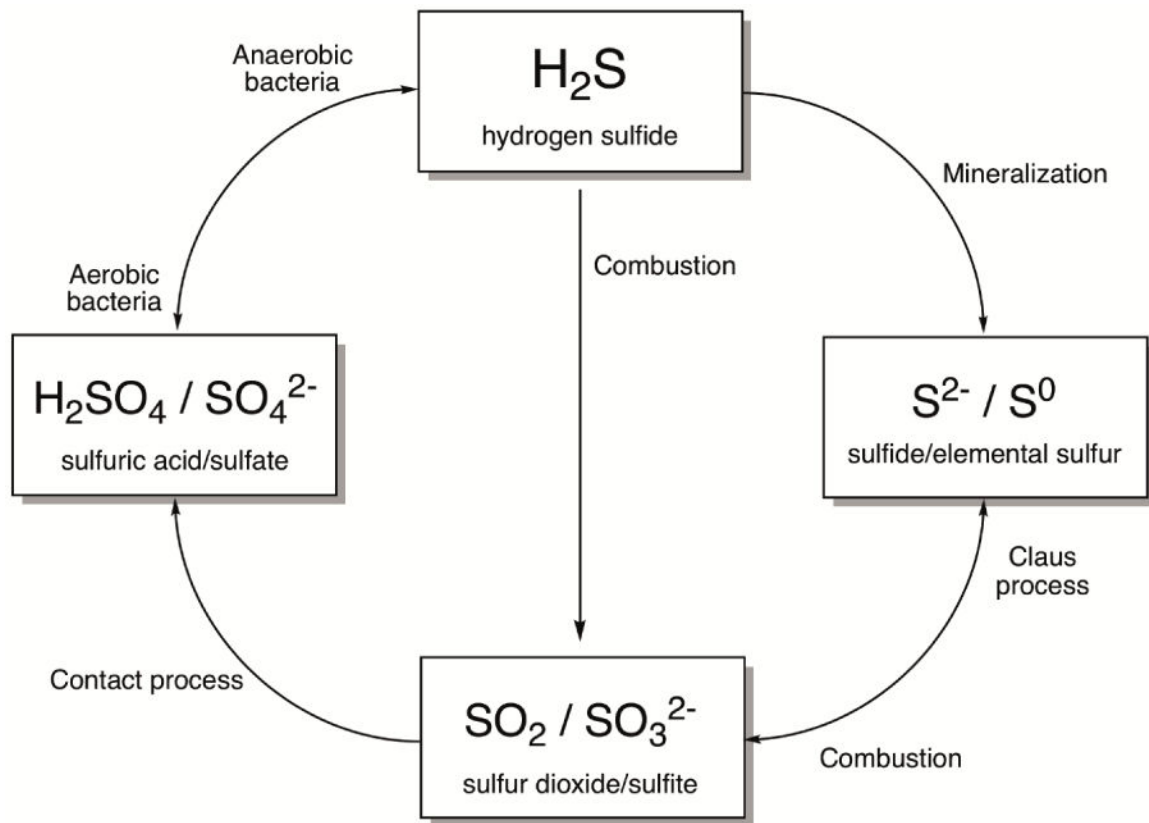 Anaerobic
bacteria
H₂S
hydrogen sulfide
Mineralization
Combustion
Aerobic
bacteria
H₂SO₄ / SO₄²⁻
sulfuric acid/sulfate
S²⁻ / S⁰
sulfide/elemental sulfur
Claus
process
Contact process
SO₂ / SO₃²⁻
sulfur dioxide/sulfite
Combustion